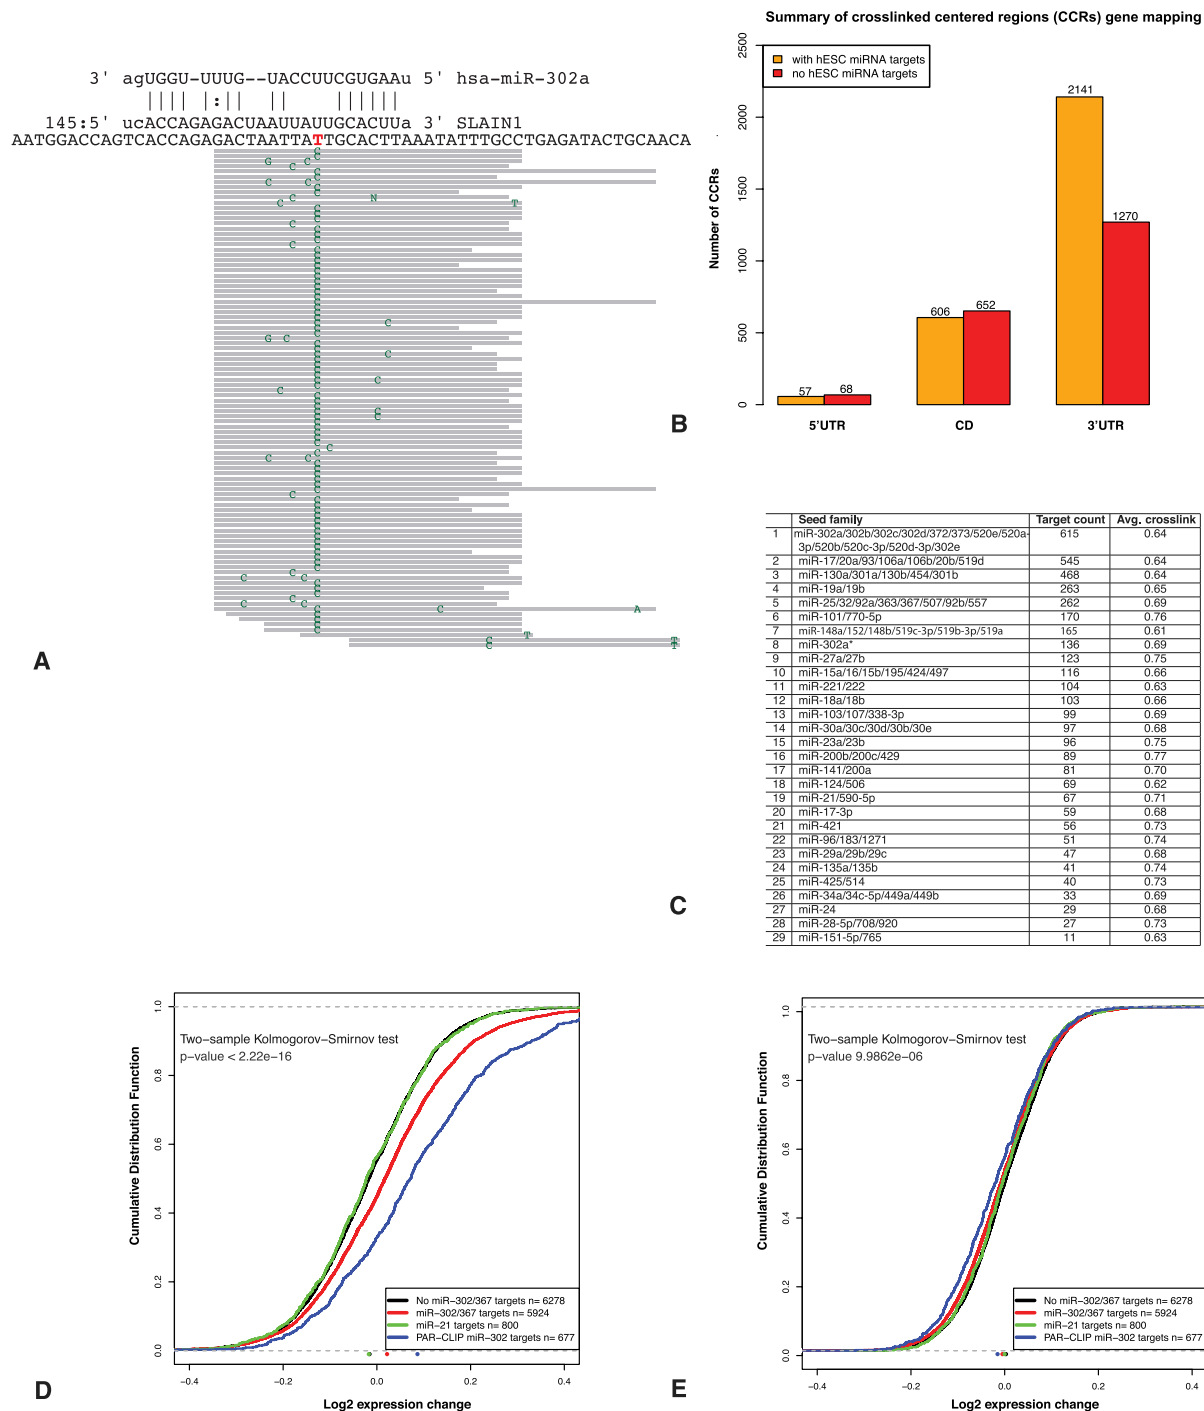 3' agUGGU-UUUG--UACCUUCGUGAAu 5' hsa-miR-302a
:
145:5' ucACCAGAGACUAAUUAUUGCACUUa 3' SLAIN1
AATGGACCAGTCACCAGAGACTAATTATTGCACTTAAATATTTGCCTGAGATACTGCAACA
A
Summary of crosslinked centered regions (CCRs) gene mapping
with hESC miRNA targets
no hESC miRNA targets
Number of CCRs
2500
2000
1500
1000
500
0
57
68
606
652
2141
1270
5'UTR CD 3'UTR
B
Seed family Target count Avg. crosslink
1 miR-302a/302b/302c/302d/372/373/520e/520a-
3p/520b/520c-3p/520d-3p/302e 615 0.64
2 miR-17/20a/93/106a/106b/20b/519d 545 0.64
3 miR-130a/301a/130b/454/301b 468 0.64
4 miR-19a/19b 263 0.65
5 miR-25/32/92a/363/367/507/92b/557 262 0.69
6 miR-101/770-5p 170 0.76
7 miR-148a/152/148b/519c-3p/519b-3p/519a 165 0.61
8 miR-302a* 136 0.69
9 miR-27a/27b 123 0.75
10 miR-15a/16/15b/195/424/497 116 0.66
11 miR-221/222 104 0.63
12 miR-18a/18b 103 0.66
13 miR-103/107/338-3p 99 0.69
14 miR-30a/30c/30d/30b/30e 97 0.68
15 miR-23a/23b 96 0.75
16 miR-200b/200c/429 89 0.77
17 miR-141/200a 81 0.70
18 miR-124/506 69 0.62
19 miR-21/590-5p 67 0.71
20 miR-17-3p 59 0.68
21 miR-421 56 0.73
22 miR-96/183/1271 51 0.74
23 miR-29a/29b/29c 47 0.68
24 miR-135a/135b 41 0.74
25 miR-425/514 40 0.73
26 miR-34a/34c-5p/449a/449b 33 0.69
27 miR-24 29 0.68
28 miR-28-5p/708/920 27 0.73
29 miR-151-5p/765 11 0.63
C
Two-sample Kolmogorov-Smirnov test
p-value < 2.22e-16
Cumulative Distribution Function
1.0
0.8
0.6
0.4
0.2
0.0
No miR-302/367 targets n= 6278
miR-302/367 targets n= 5924
miR-21 targets n= 800
PAR-CLIP miR-302 targets n= 677
-0.4 -0.2 0.0 0.2 0.4
Log2 expression change
D
Two-sample Kolmogorov-Smirnov test
p-value 9.9862e-06
Cumulative Distribution Function
1.0
0.8
0.6
0.4
0.2
0.0
No miR-302/367 targets n= 6278
miR-302/367 targets n= 5924
miR-21 targets n= 800
PAR-CLIP miR-302 targets n= 677
-0.4 -0.2 0.0 0.2 0.4
Log2 expression change
E